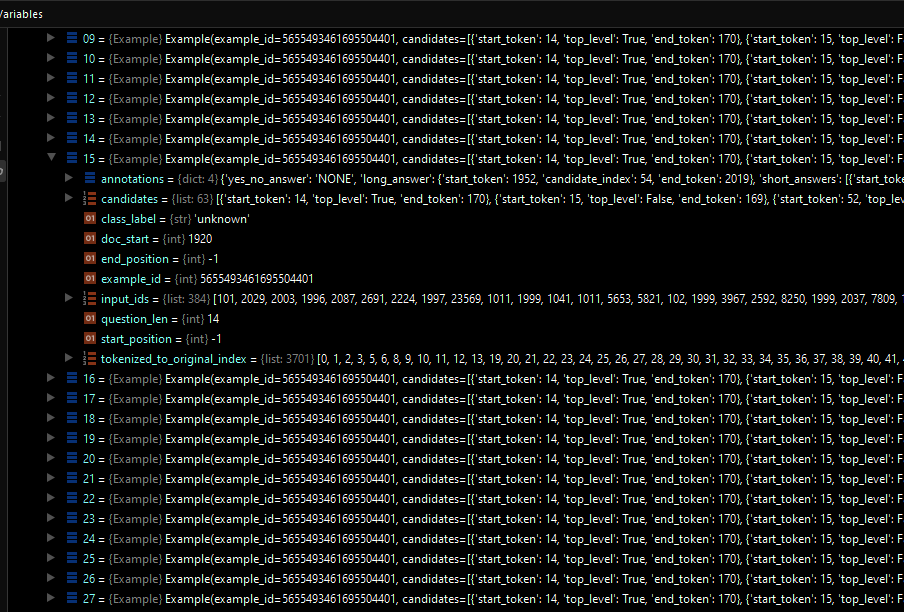 Variables
09 = {Example} Example(example_id=5655493461695504401, candidates=[{'start_token': 14, 'top_level': True, 'end_token': 170}, {'start_token': 15, 'top_level': F
10 = {Example} Example(example_id=5655493461695504401, candidates=[{'start_token': 14, 'top_level': True, 'end_token': 170}, {'start_token': 15, 'top_level': F
11 = {Example} Example(example_id=5655493461695504401, candidates=[{'start_token': 14, 'top_level': True, 'end_token': 170}, {'start_token': 15, 'top_level': F
12 = {Example} Example(example_id=5655493461695504401, candidates=[{'start_token': 14, 'top_level': True, 'end_token': 170}, {'start_token': 15, 'top_level': F
13 = {Example} Example(example_id=5655493461695504401, candidates=[{'start_token': 14, 'top_level': True, 'end_token': 170}, {'start_token': 15, 'top_level': F
14 = {Example} Example(example_id=5655493461695504401, candidates=[{'start_token': 14, 'top_level': True, 'end_token': 170}, {'start_token': 15, 'top_level': F
15 = {Example} Example(example_id=5655493461695504401, candidates=[{'start_token': 14, 'top_level': True, 'end_token': 170}, {'start_token': 15, 'top_level': F
annotations = {dict: 4} {'yes_no_answer': 'NONE', 'long_answer': {'start_token': 1952, 'candidate_index': 54, 'end_token': 2019}, 'short_answers': [{'start_toke
candidates = {list: 63} [{'start_token': 14, 'top_level': True, 'end_token': 170}, {'start_token': 15, 'top_level': False, 'end_token': 169}, {'start_token': 52, 'top_lev
01 class_label = {str} 'unknown'
01 doc_start = {int} 1920
01 end_position = {int} -1
01 example_id = {int} 5655493461695504401
input_ids = {list: 384} [101, 2029, 2003, 1996, 2087, 2691, 2224, 1997, 23569, 1011, 1999, 1041, 1011, 5653, 5821, 102, 1999, 3967, 2592, 8250, 1999, 2037, 7809, 1
01 question_len = {int} 14
01 start_position = {int} -1
tokenized_to_original_index = {list: 3701} [0, 1, 2, 3, 5, 6, 8, 9, 10, 11, 12, 13, 19, 20, 21, 22, 23, 24, 25, 26, 27, 28, 29, 30, 31, 32, 33, 34, 35, 36, 37, 38, 39, 40, 41,
16 = {Example} Example(example_id=5655493461695504401, candidates=[{'start_token': 14, 'top_level': True, 'end_token': 170}, {'start_token': 15, 'top_level': F
17 = {Example} Example(example_id=5655493461695504401, candidates=[{'start_token': 14, 'top_level': True, 'end_token': 170}, {'start_token': 15, 'top_level': F
18 = {Example} Example(example_id=5655493461695504401, candidates=[{'start_token': 14, 'top_level': True, 'end_token': 170}, {'start_token': 15, 'top_level': F
19 = {Example} Example(example_id=5655493461695504401, candidates=[{'start_token': 14, 'top_level': True, 'end_token': 170}, {'start_token': 15, 'top_level': F
20 = {Example} Example(example_id=5655493461695504401, candidates=[{'start_token': 14, 'top_level': True, 'end_token': 170}, {'start_token': 15, 'top_level': F
21 = {Example} Example(example_id=5655493461695504401, candidates=[{'start_token': 14, 'top_level': True, 'end_token': 170}, {'start_token': 15, 'top_level': F
22 = {Example} Example(example_id=5655493461695504401, candidates=[{'start_token': 14, 'top_level': True, 'end_token': 170}, {'start_token': 15, 'top_level': F
23 = {Example} Example(example_id=5655493461695504401, candidates=[{'start_token': 14, 'top_level': True, 'end_token': 170}, {'start_token': 15, 'top_level': F
24 = {Example} Example(example_id=5655493461695504401, candidates=[{'start_token': 14, 'top_level': True, 'end_token': 170}, {'start_token': 15, 'top_level': F
25 = {Example} Example(example_id=5655493461695504401, candidates=[{'start_token': 14, 'top_level': True, 'end_token': 170}, {'start_token': 15, 'top_level': F
26 = {Example} Example(example_id=5655493461695504401, candidates=[{'start_token': 14, 'top_level': True, 'end_token': 170}, {'start_token': 15, 'top_level': F
27 = {Example} Example(example_id=5655493461695504401, candidates=[{'start_token': 14, 'top_level': True, 'end_token': 170}, {'start_token': 15, 'top_level': F